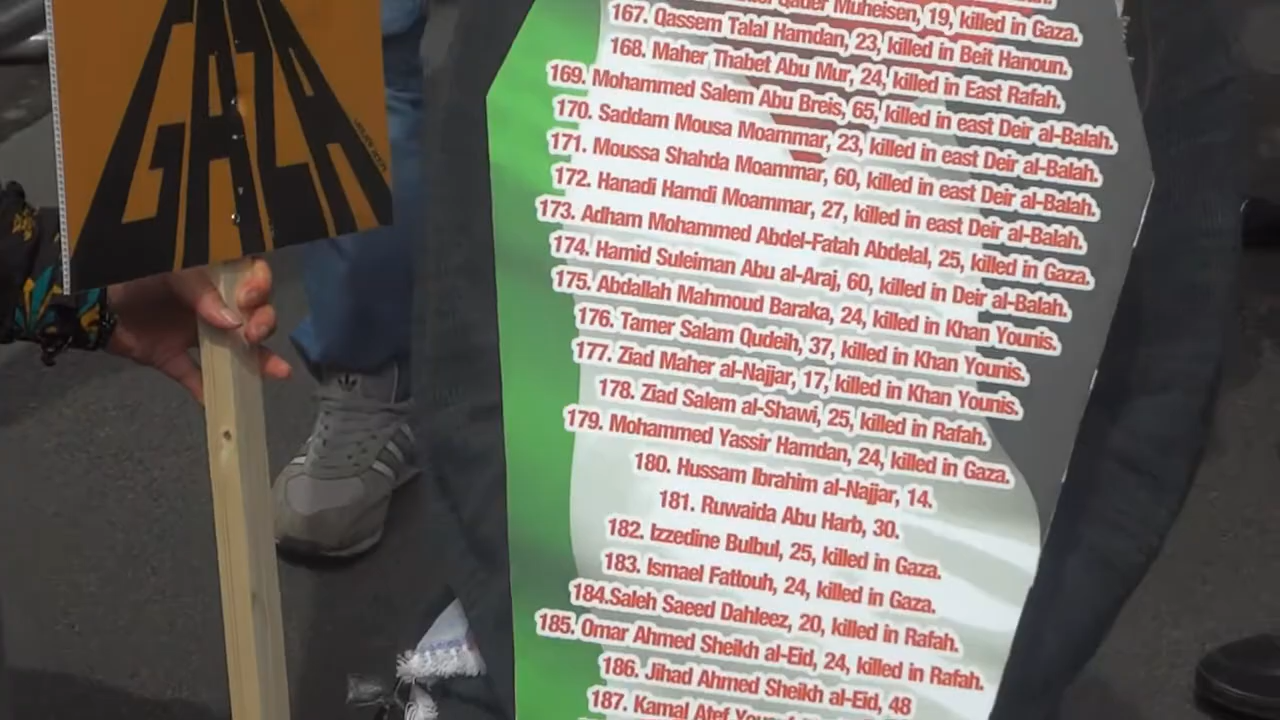 GAZA
Muheisen, 19, killed in Gaza.
167. Qassem Talal Hamdan, 23, killed in Beit Hanoun.
168. Maher Thabet Abu Mur, 24, killed in East Rafah.
169. Mohammed Salem Abu Breis, 65, killed in east Deir al-Balah.
170. Saddam Mousa Moammar, 23, killed in east Deir al-Balah.
171. Moussa Shahda Moammar, 60, killed in east Deir al-Balah.
172. Hanadi Hamdi Moammar, 27, killed in east Deir al-Balah.
173. Adham Mohammed Abdel-Fatah Abdelal, 25, killed in Gaza.
174. Hamid Suleiman Abu al-Araj, 60, killed in Deir al-Balah.
175. Abdallah Mahmoud Baraka, 24, killed in Khan Younis.
176. Tamer Salam Qudeih, 37, killed in Khan Younis.
177. Ziad Maher al-Najjar, 17, killed in Khan Younis.
178. Ziad Salem al-Shawi, 25, killed in Rafah.
179. Mohammed Yassir Hamdan, 24, killed in Gaza.
180. Hussam Ibrahim al-Najjar, 14.
181. Ruwaida Abu Harb, 30.
182. Izzedine Bulbul, 25, killed in Gaza.
183. Ismael Fattouh, 24, killed in Gaza.
184.Saleh Saeed Dahleez, 20, killed in Rafah.
185. Omar Ahmed Sheikh al-Eid, 24, killed in Rafah.
186. Jihad Ahmed Sheikh al-Eid, 48
187. Kamal Atef